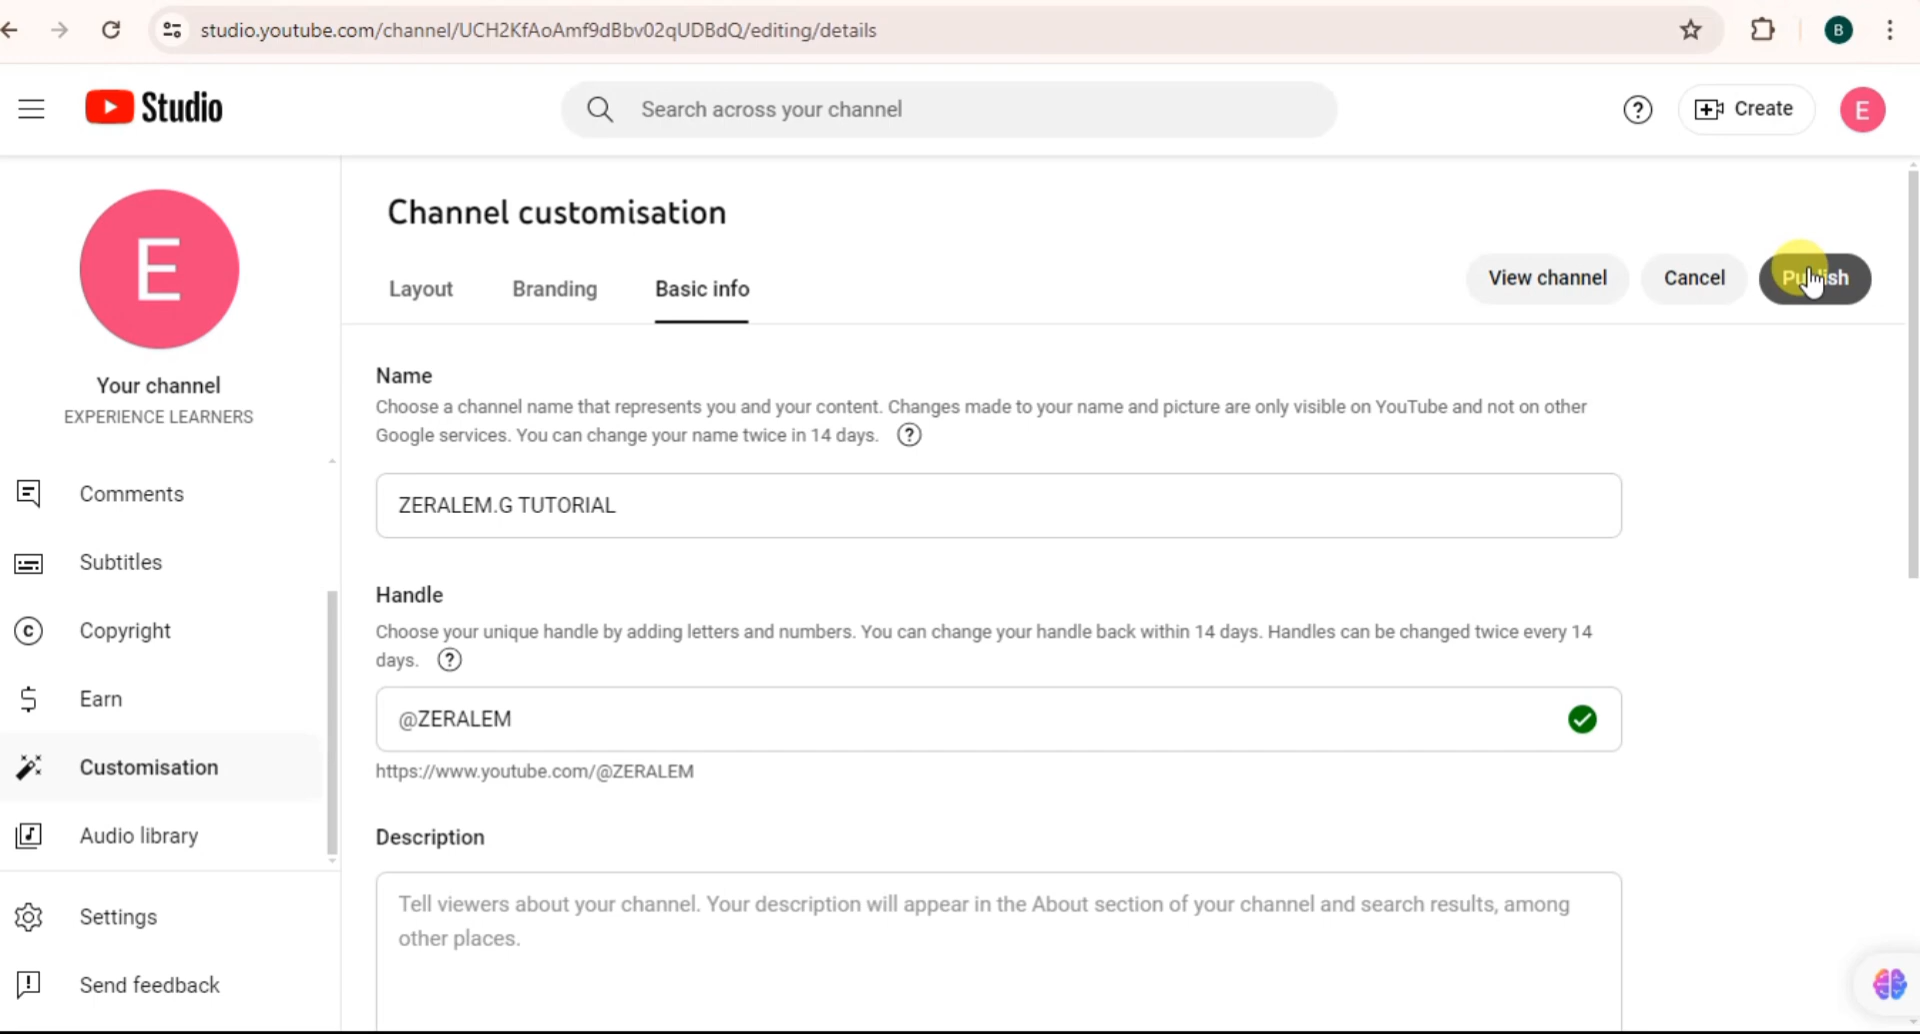 studio.youtube.com/channel/UCH2KfAoAmf9dBbv02qUDBdQ/editing/details
B
Studio
Search across your channel
?
Create
E
E
Your channel
EXPERIENCE LEARNERS
Comments
Subtitles
Copyright
Earn
Customisation
Audio library
Settings
Send feedback
Channel customisation
Layout
Branding
Basic info
View channel
Cancel
Publish
Name
Choose a channel name that represents you and your content. Changes made to your name and picture are only visible on YouTube and not on other
Google services. You can change your name twice in 14 days. ?
ZERALEM.G TUTORIAL
Handle
Choose your unique handle by adding letters and numbers. You can change your handle back within 14 days. Handles can be changed twice every 14
days. ?
@ZERALEM
https://www.youtube.com/@ZERALEM
Description
Tell viewers about your channel. Your description will appear in the About section of your channel and search results, among
other places.